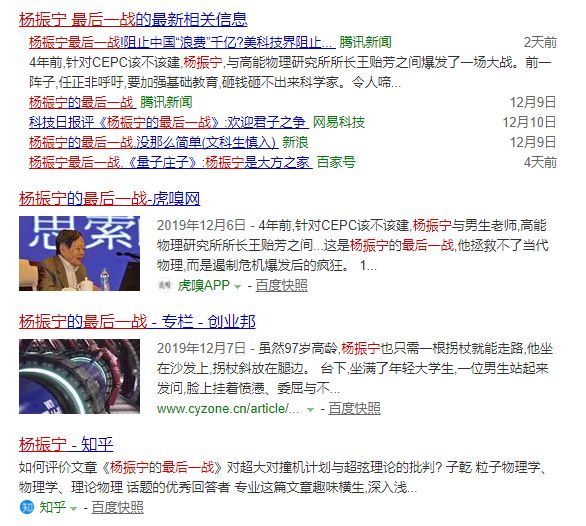 杨振宁 最后一战的最新相关信息
杨振宁最后一战!阻止中国“浪费”千亿?美科技界阻止... 腾讯新闻 2天前
4年前,针对CEPC该不该建,杨振宁,与高能物理研究所所长王贻芳之间爆发了一场大战。前一
阵子,任正非呼吁,要加强基础教育,砸钱砸不出来科学家。令人啼...
杨振宁的最后一战 腾讯新闻 12月9日
科技日报评《杨振宁的最后一战》:欢迎君子之争 网易科技 12月10日
杨振宁的最后一战,没那么简单(文科生慎入) 新浪 12月9日
杨振宁最后一战,《量子庄子》:杨振宁是大方之家 百家号 4天前
杨振宁的最后一战-虎嗅网
思索
2019年12月6日 - 4年前,针对CEPC该不该建,杨振宁与男生老师,高能
物理研究所所长王贻芳之间...这是杨振宁的最后一战,他拯救不了当代
物理,而是遏制危机爆发后的疯狂。 1...
虎嗅 虎嗅APP - 百度快照
杨振宁的最后一战 - 专栏 - 创业邦
2019年12月7日 - 虽然97岁高龄,杨振宁也只需一根拐杖就能走路,他坐
在沙发上,拐杖斜放在腿边。 台下,坐满了年轻大学生,一位男生站起来
发问,脸上挂着愤懑、委屈与不...
www.cyzone.cn/article/... - 百度快照
杨振宁 - 知乎
如何评价文章《杨振宁的最后一战》对超大对撞机计划与超弦理论的批判? 子乾 粒子物理学、
物理学、理论物理 话题的优秀回答者 专业这篇文章趣味横生,深入浅...
知 知乎 - 百度快照